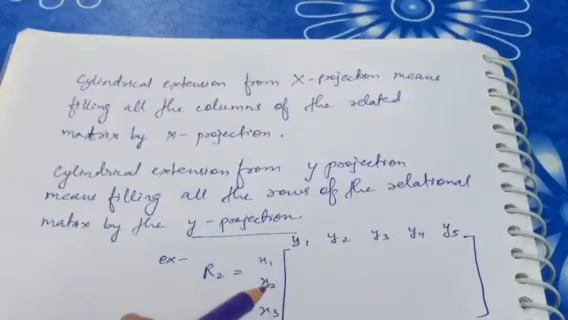 Cylindrical extension from X-projection means
filling all the columns of the related
matrix by x-projection.
Cylindrical extension from y projection
means filling all the rows of the relational
matrix by the y-projection.
y1 y2 y3 y4 y5
ex- R2 = x1
x2
x3